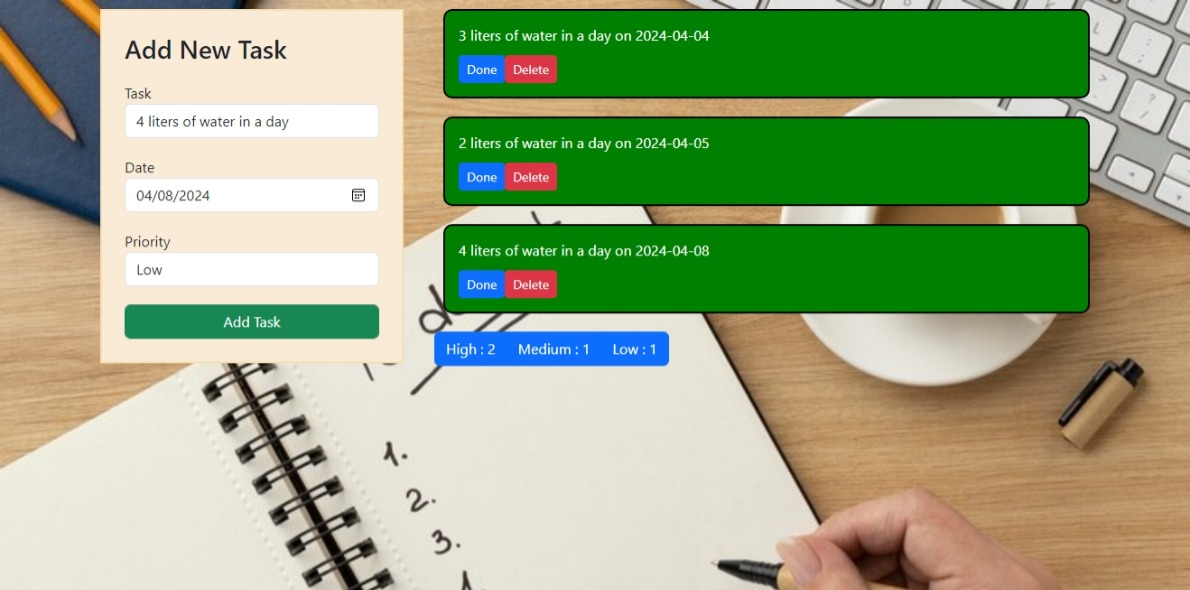 Add New Task
Task
4 liters of water in a day
Date
04/08/2024
Priority
Low
Add Task
3 liters of water in a day on 2024-04-04
Done Delete
2 liters of water in a day on 2024-04-05
Done Delete
4 liters of water in a day on 2024-04-08
Done Delete
High : 2 Medium : 1 Low : 1
1.
2.
3.